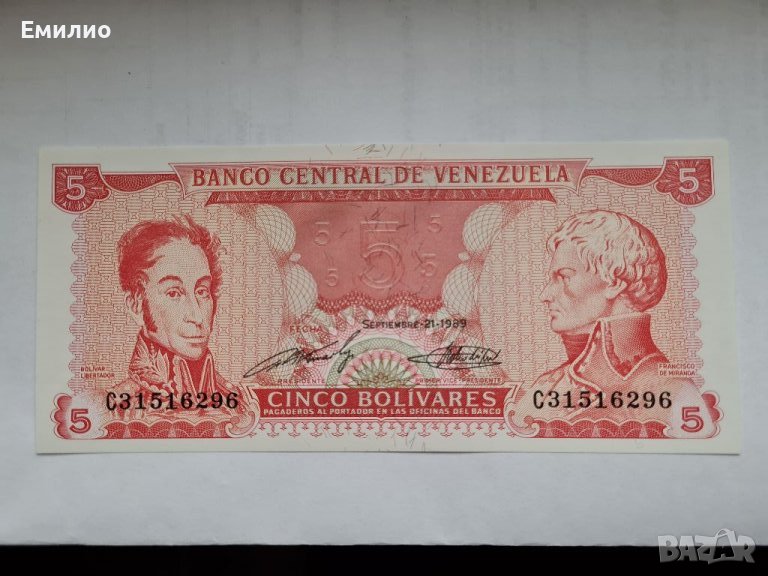 Емилио
5 BANCO CENTRAL DE VENEZUELA 5
5 5 5
5 5
FECHA SEPTIEMBRE-21-1989
BOLIVAR
LIBERTADOR
FRANCISCO
DE MIRANDA
PRESIDENTE PRIMER VICE-PRESIDENTE
C31516296 C31516296
5 CINCO BOLÍVARES 5
PAGADEROS AL PORTADOR EN LAS OFICINAS DEL BANCO
BAZAR